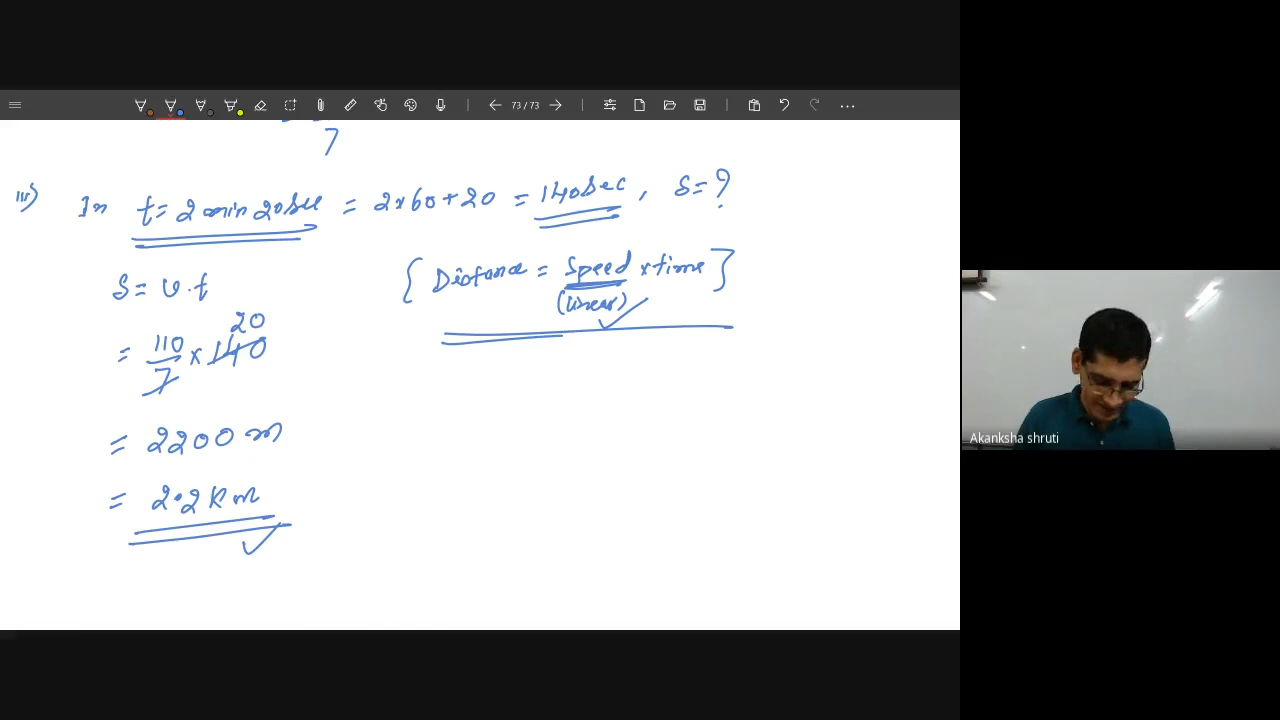 73 / 73
7
iii) In t = 2 min 20 sec = 2 x 60 + 20 = 140 sec , S = ?
S = v . t { Distance = Speed x time }
(linear)
20
= 110/7 x 140
= 2200 m
= 2.2 Km
Akanksha shruti